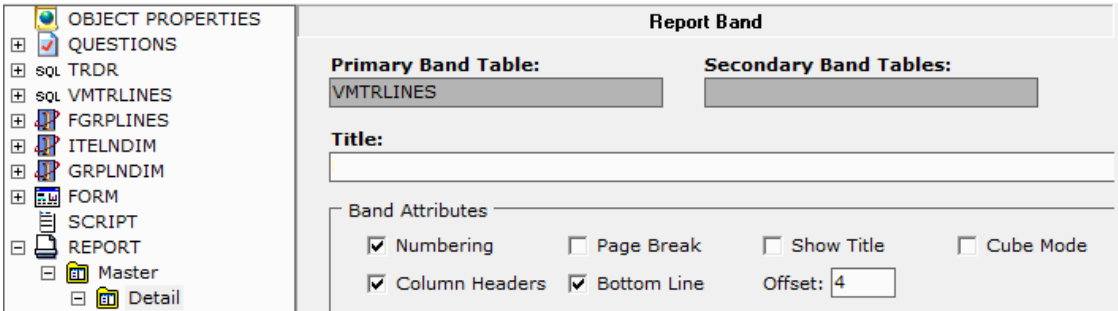 OBJECT PROPERTIES
QUESTIONS
SQL TRDR
SQL VMTRLINES
FGRPLINES
ITELNDIM
GRPLNDIM
FORM
SCRIPT
REPORT
Master
Detail
Report Band
Primary Band Table: Secondary Band Tables:
VMTRLINES
Title:
Band Attributes
Numbering Page Break Show Title Cube Mode
Column Headers Bottom Line Offset: 4